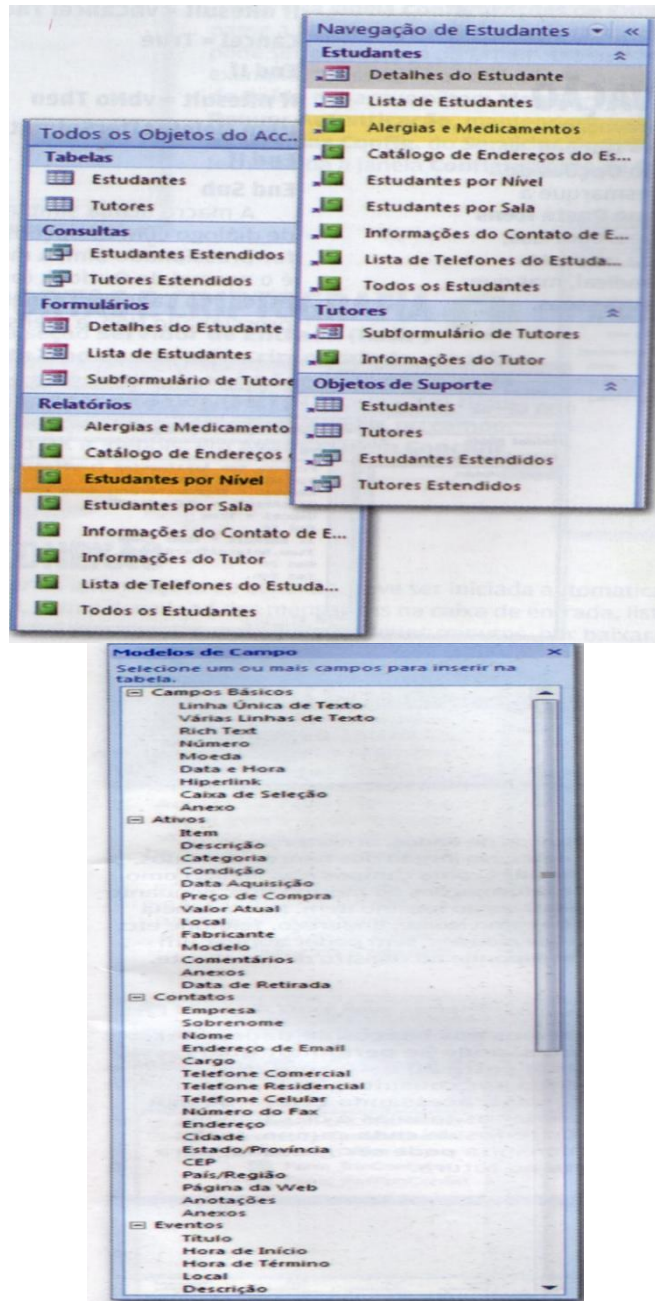 Navegação de Estudantes
Estudantes
Detalhes do Estudante
Lista de Estudantes
Alergias e Medicamentos
Catálogo de Endereços do Es...
Estudantes por Nível
Estudantes por Sala
Informações do Contato de E...
Lista de Telefones do Estuda...
Todos os Estudantes
Tutores
Subformulário de Tutores
Informações do Tutor
Objetos de Suporte
Estudantes
Tutores
Estudantes Estendidos
Tutores Estendidos
Todos os Objetos do Acc...
Tabelas
Estudantes
Tutores
Consultas
Estudantes Estendidos
Tutores Estendidos
Formulários
Detalhes do Estudante
Lista de Estudantes
Subformulário de Tutore
Relatórios
Alergias e Medicamento
Catálogo de Endereços
Estudantes por Nível
Estudantes por Sala
Informações do Contato de E...
Informações do Tutor
Lista de Telefones do Estuda...
Todos os Estudantes
Modelos de Campo
Selecione um ou mais campos para inserir na
tabela.
Campos Básicos
Linha Única de Texto
Várias Linhas de Texto
Rich Text
Número
Moeda
Data e Hora
Hiperlink
Caixa de Seleção
Anexo
Ativos
Item
Descrição
Categoria
Condição
Data Aquisição
Preço de Compra
Valor Atual
Local
Fabricante
Modelo
Comentários
Anexos
Data de Retirada
Contatos
Empresa
Sobrenome
Nome
Endereço de Email
Cargo
Telefone Comercial
Telefone Residencial
Telefone Celular
Número do Fax
Endereço
Cidade
Estado/Província
CEP
País/Região
Página da Web
Anotações
Anexos
Eventos
Título
Hora de Início
Hora de Término
Local
Descrição